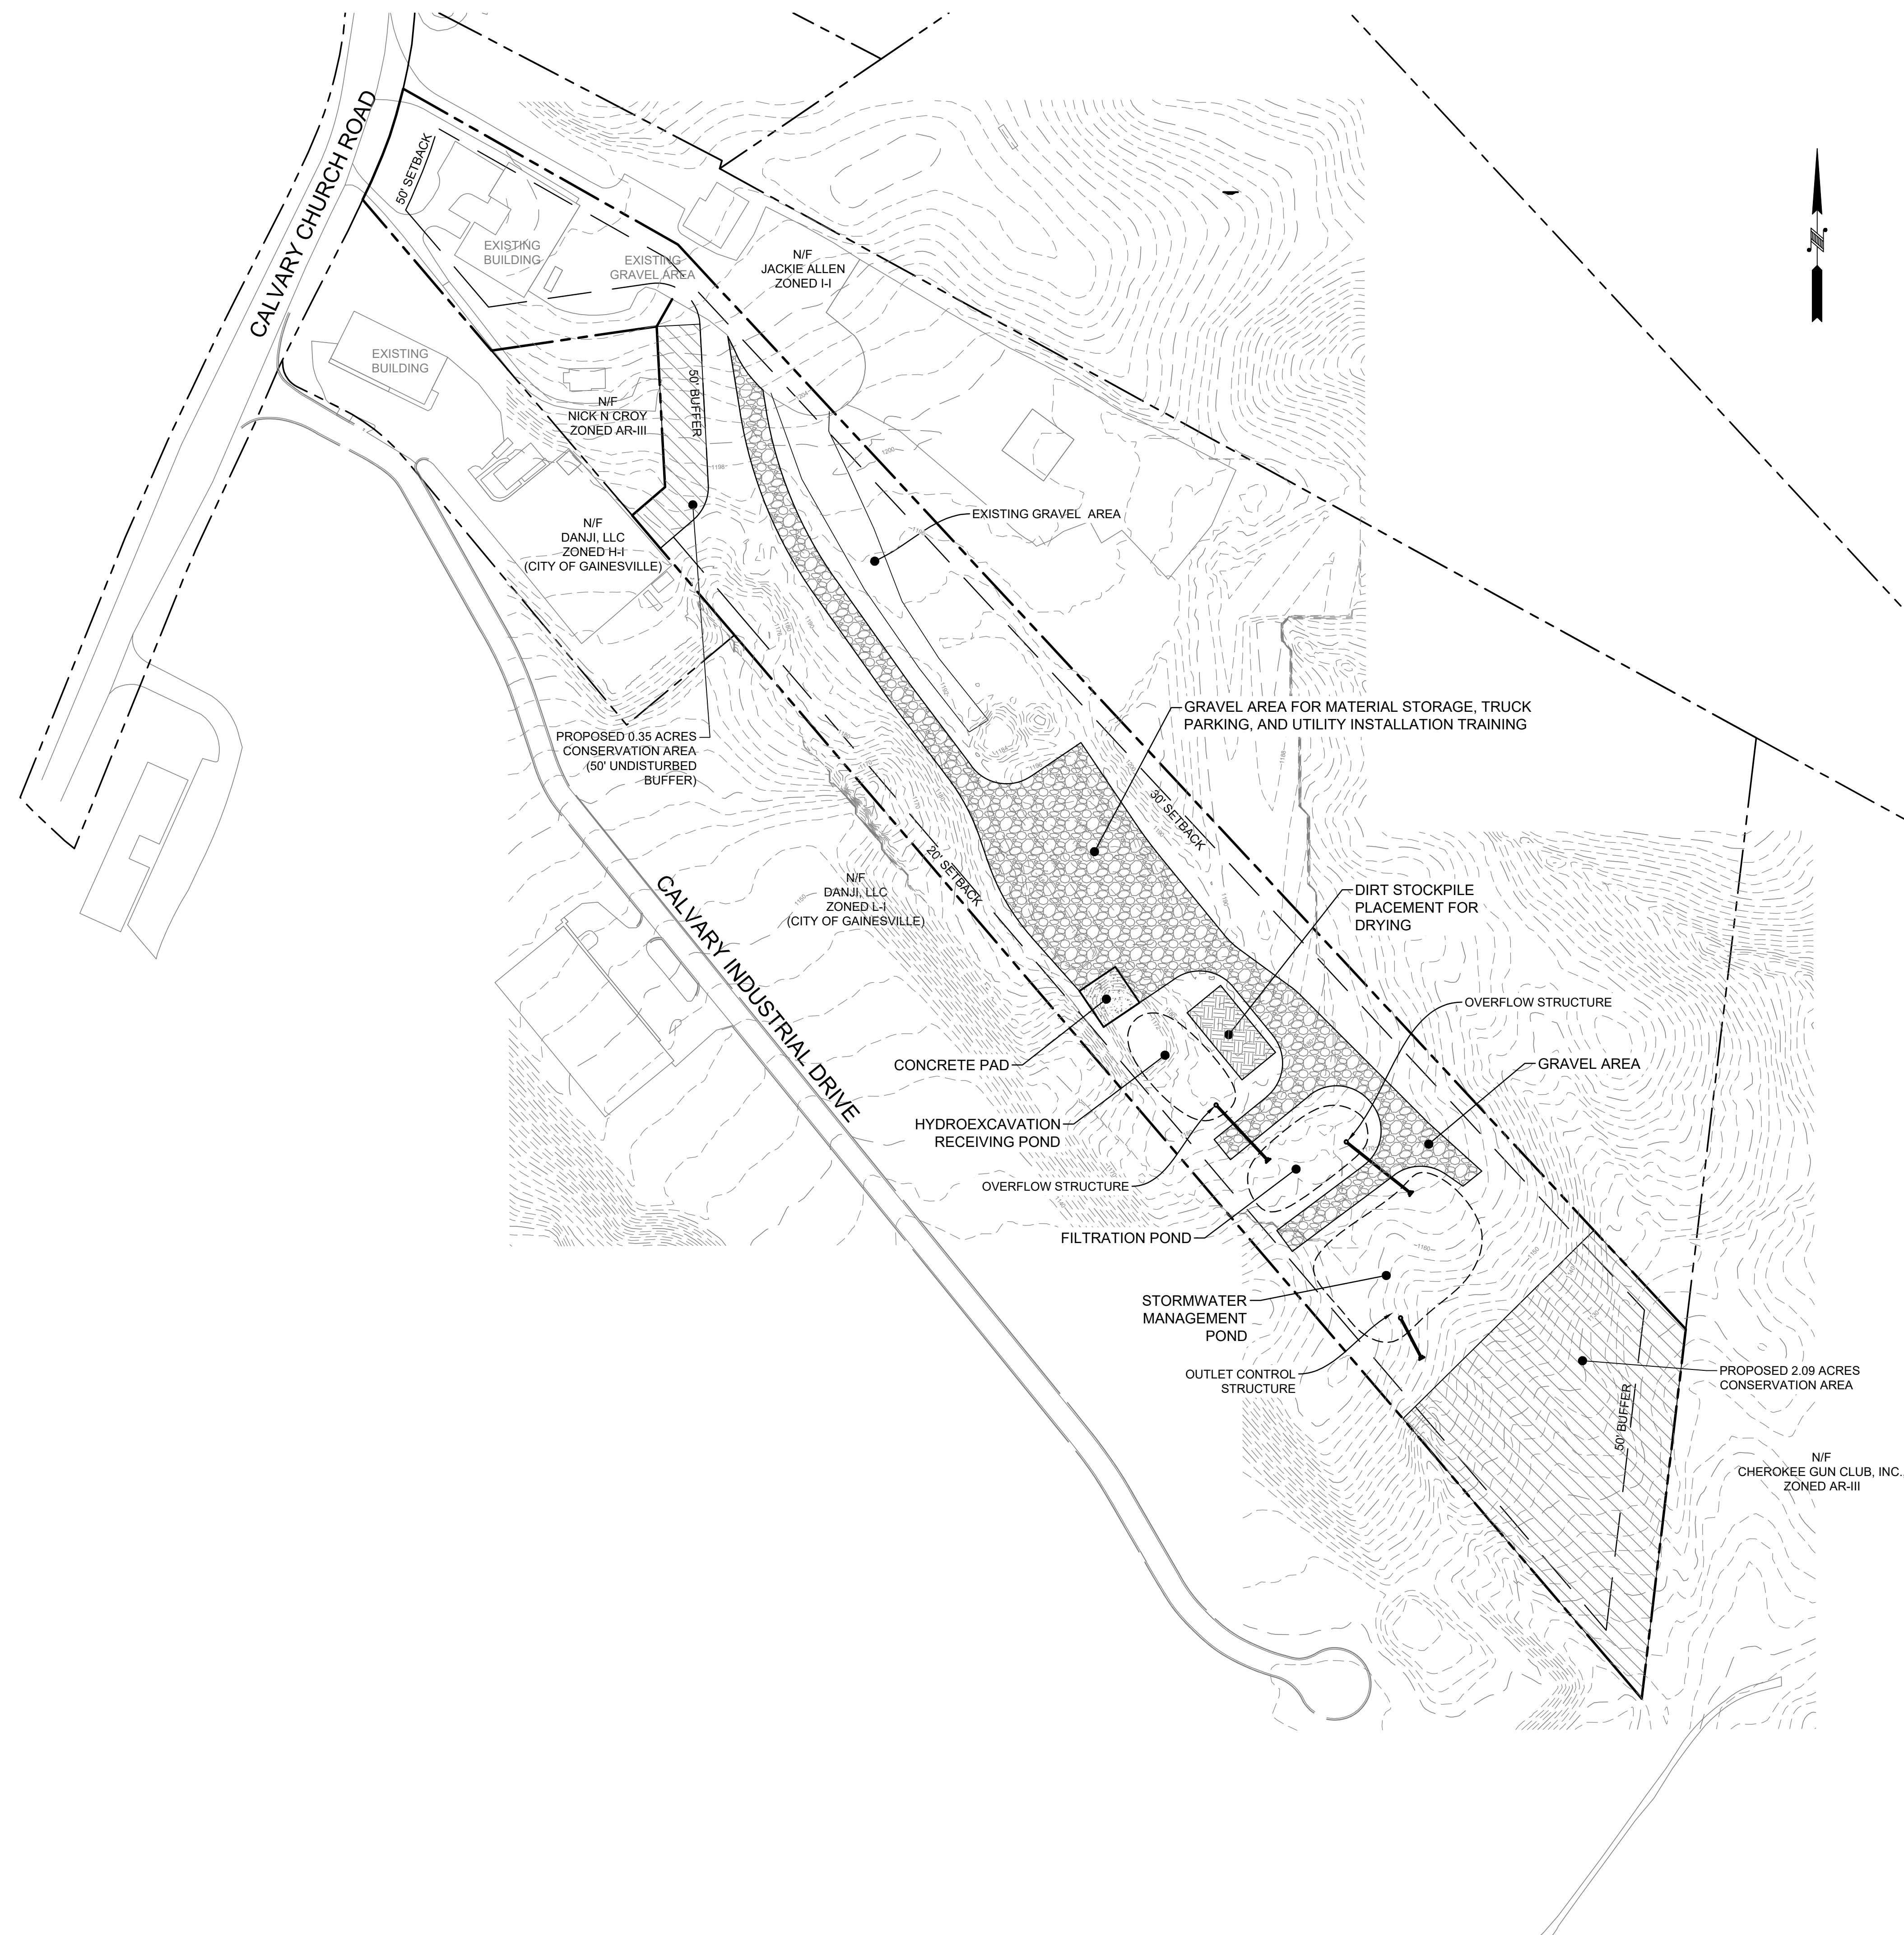 CALVARY CHURCH ROAD
50' SETBACK
EXISTING
BUILDING
EXISTING
GRAVEL AREA
N/F
JACKIE ALLEN
ZONED I-I
N
EXISTING
BUILDING
50' BUFFER
N/F
NICK N CROY
ZONED AR-III
1204
1200
1198
EXISTING GRAVEL  AREA
N/F
DANJI, LLC
ZONED H-I
(CITY OF GAINESVILLE)
PROPOSED 0.35 ACRES
CONSERVATION AREA
(50' UNDISTURBED
BUFFER)
GRAVEL AREA FOR MATERIAL STORAGE, TRUCK
PARKING, AND UTILITY INSTALLATION TRAINING
30' SETBACK
20' SETBACK
N/F
DANJI, LLC
ZONED L-I
(CITY OF GAINESVILLE)
CALVARY INDUSTRIAL DRIVE
DIRT STOCKPILE
PLACEMENT FOR
DRYING
OVERFLOW STRUCTURE
CONCRETE PAD
GRAVEL AREA
HYDROEXCAVATION
RECEIVING POND
OVERFLOW STRUCTURE
FILTRATION POND
1160
1150
STORMWATER
MANAGEMENT
POND
OUTLET CONTROL
STRUCTURE
PROPOSED 2.09 ACRES
CONSERVATION AREA
50' BUFFER
N/F
CHEROKEE GUN CLUB, INC.
ZONED AR-III